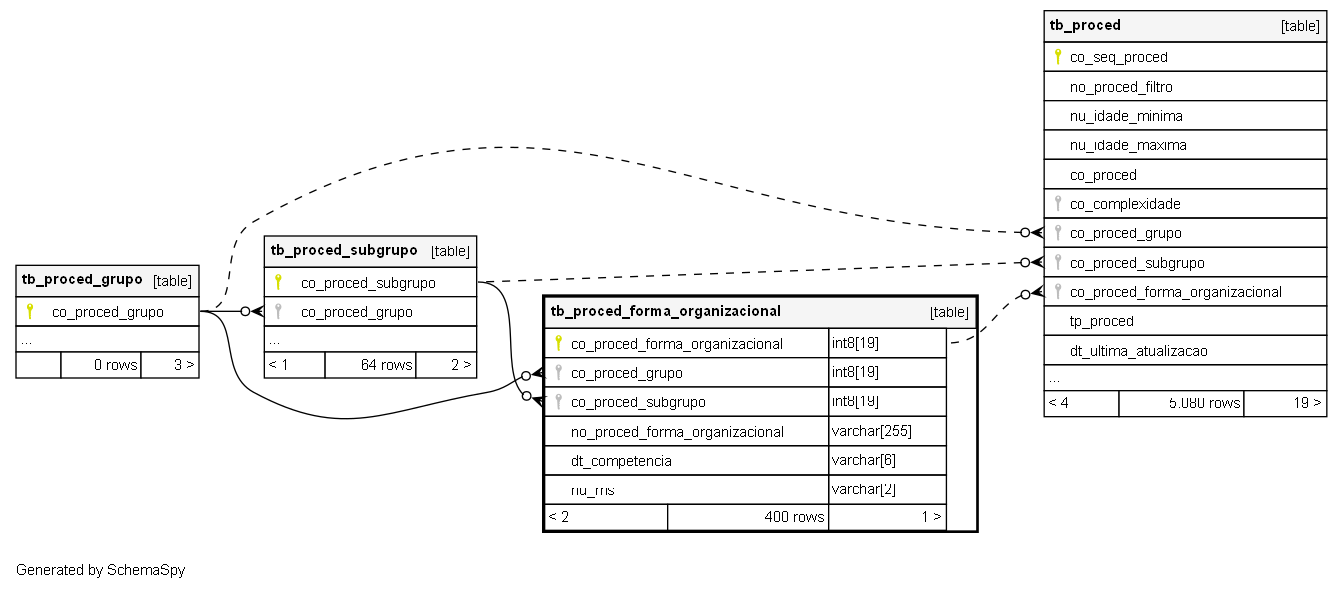 tb_proced_grupo [table]
co_proced_grupo
...
0 rows 3 >
tb_proced_subgrupo [table]
co_proced_subgrupo
co_proced_grupo
...
< 1 64 rows 2 >
tb_proced_forma_organizacional [table]
co_proced_forma_organizacional int8[19]
co_proced_grupo int8[19]
co_proced_subgrupo int8[19]
no_proced_forma_organizacional varchar[255]
dt_competencia varchar[6]
nu_ms varchar[2]
< 2 400 rows 1 >
tb_proced [table]
co_seq_proced
no_proced_filtro
nu_idade_minima
nu_idade_maxima
co_proced
co_complexidade
co_proced_grupo
co_proced_subgrupo
co_proced_forma_organizacional
tp_proced
dt_ultima_atualizacao
...
< 4 5.080 rows 19 >
Generated by SchemaSpy